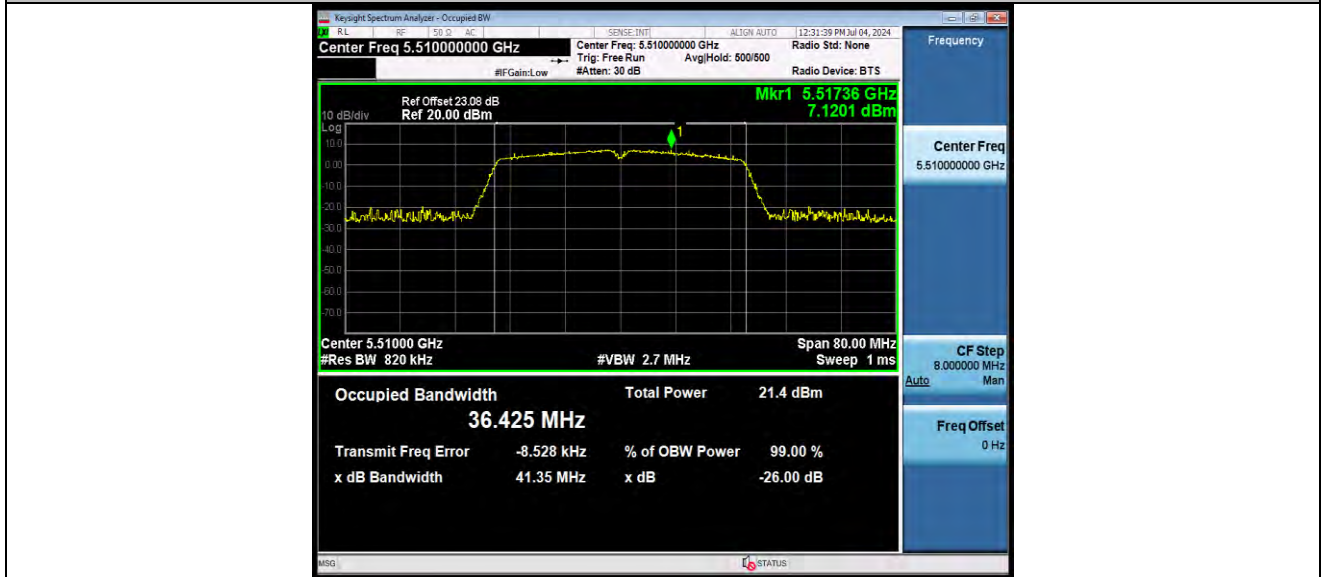 Keysight Spectrum Analyzer - Occupied BW
RL RF 50 Ω AC SENSE:INT ALIGN AUTO 12:31:39 PM Jul 04, 2024
Center Freq 5.510000000 GHz
Center Freq: 5.510000000 GHz Radio Std: None
Trig: Free Run Avg|Hold: 500/500
#IFGain:Low #Atten: 30 dB Radio Device: BTS
Frequency
Mkr1 5.51736 GHz
7.1201 dBm
Ref Offset 23.08 dB
10 dB/div Ref 20.00 dBm
Log
10.0
0.00
-10.0
-20.0
-30.0
-40.0
-50.0
-60.0
-70.0
1
Center 5.51000 GHz Span 80.00 MHz
#Res BW 820 kHz #VBW 2.7 MHz Sweep 1 ms
Center Freq
5.510000000 GHz
CF Step
8.000000 MHz
Auto Man
Freq Offset
0 Hz
Occupied Bandwidth Total Power 21.4 dBm
36.425 MHz
Transmit Freq Error -8.528 kHz % of OBW Power 99.00 %
x dB Bandwidth 41.35 MHz x dB -26.00 dB
MSG STATUS